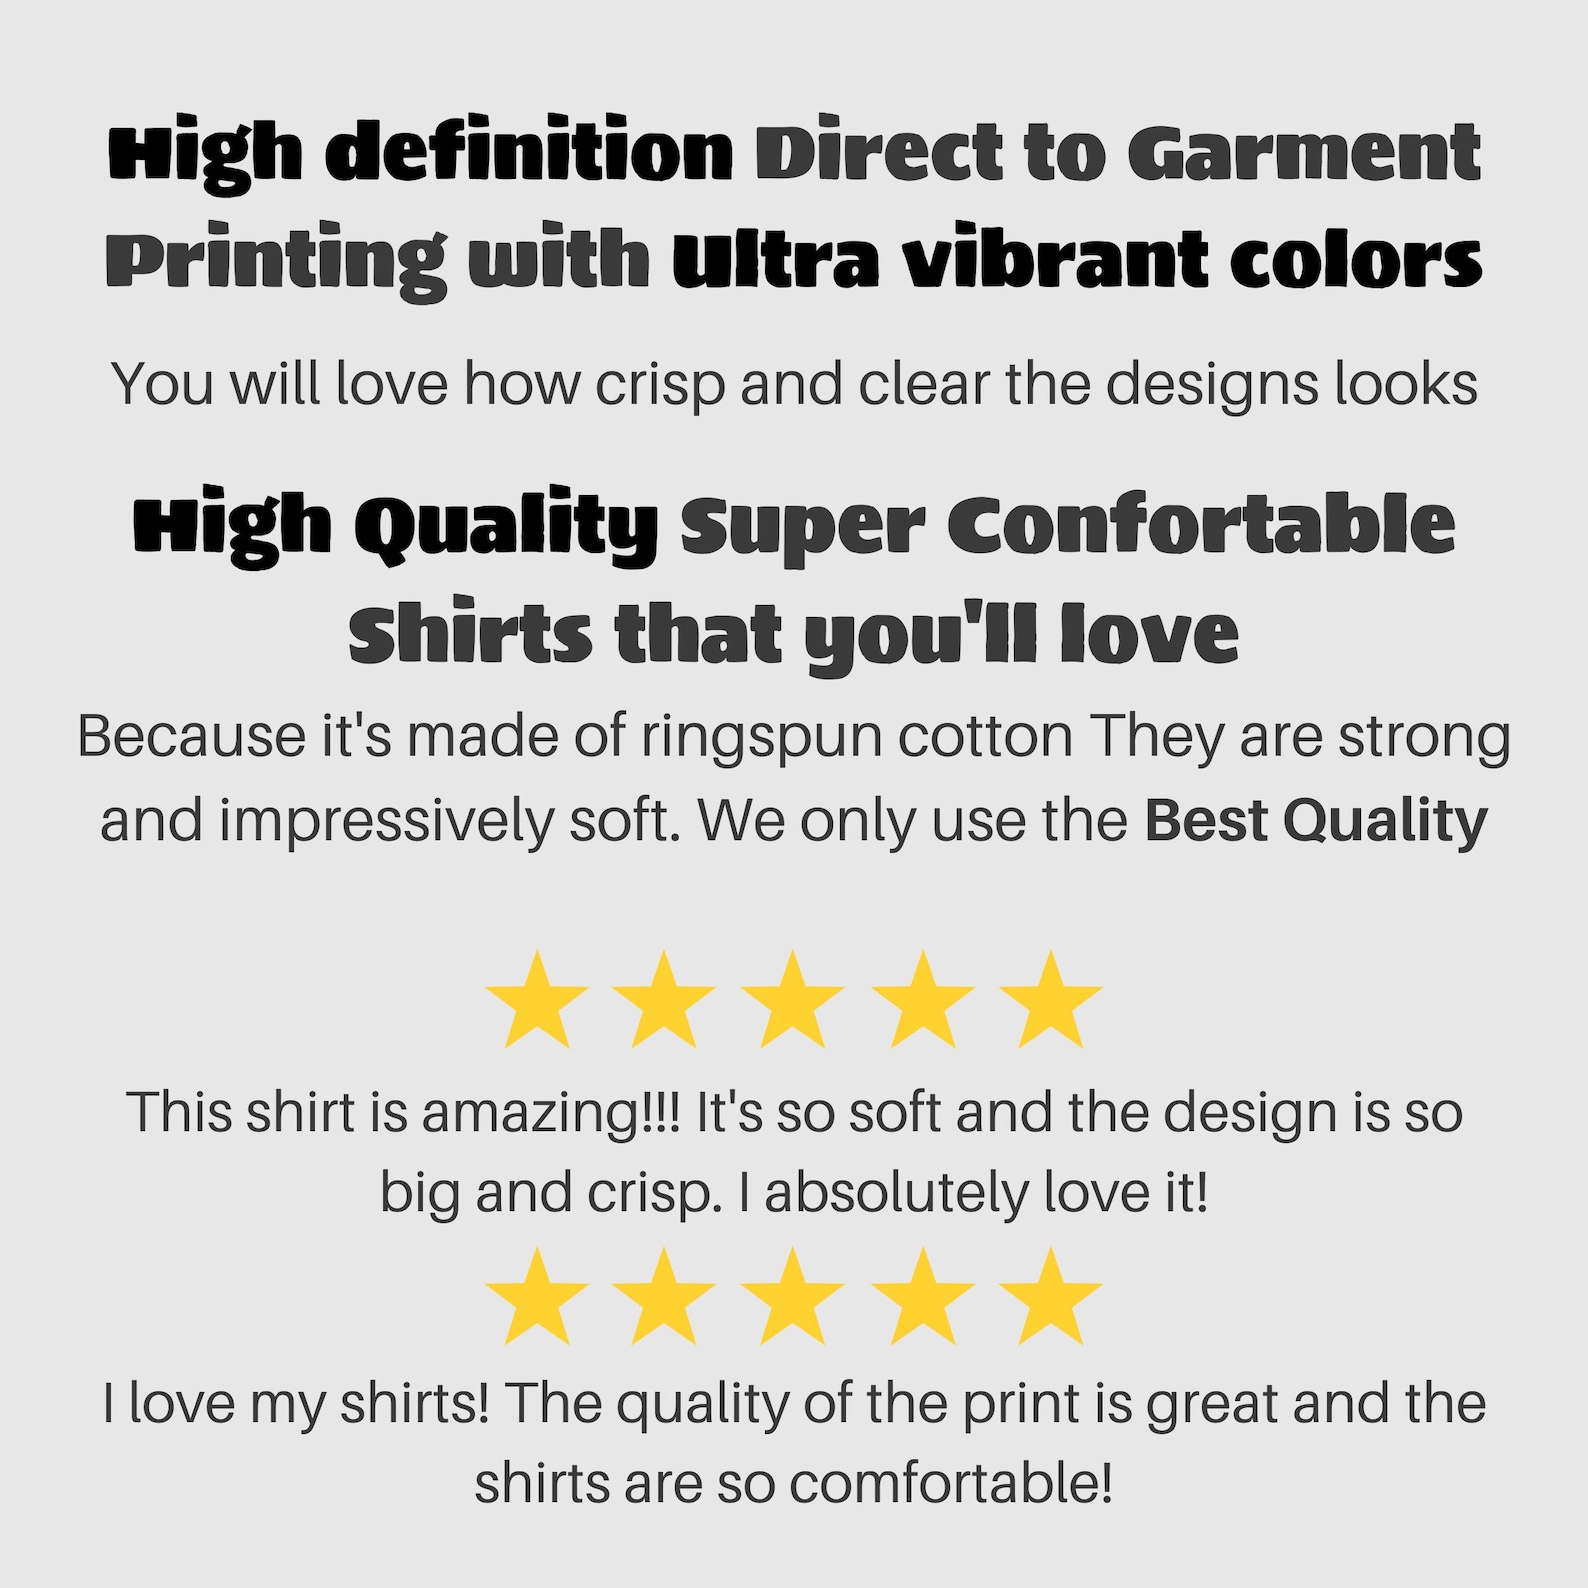 High definition Direct to Garment
Printing with Ultra vibrant colors
You will love how crisp and clear the designs looks
High Quality Super Confortable
Shirts that you'll love
Because it's made of ringspun cotton They are strong
and impressively soft. We only use the Best Quality
This shirt is amazing!!! It's so soft and the design is so
big and crisp. I absolutely love it!
I love my shirts! The quality of the print is great and the
shirts are so comfortable!